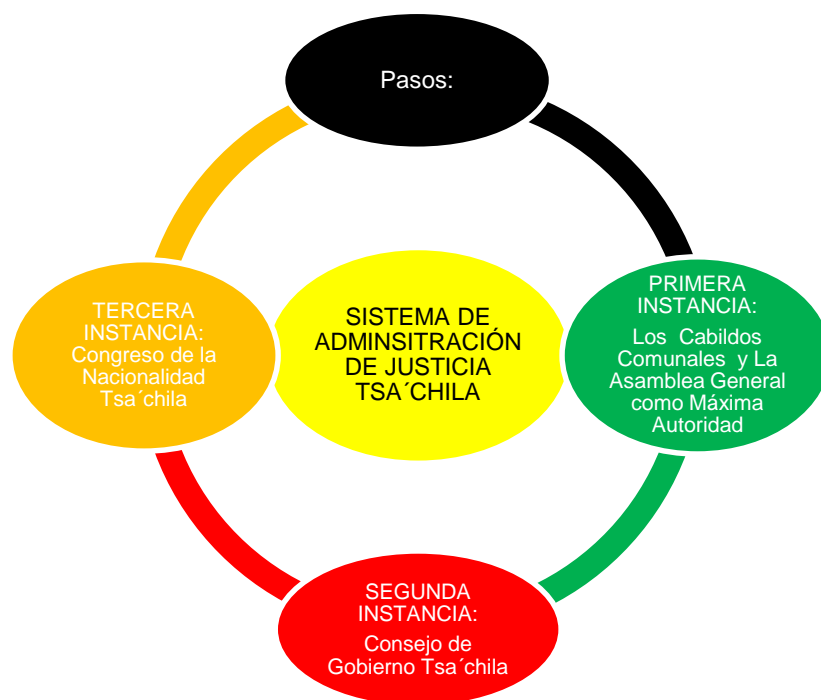 Pasos:
SISTEMA DE
ADMINSITRACIÓN
DE JUSTICIA
TSA´CHILA
PRIMERA
INSTANCIA:
Los Cabildos
Comunales y La
Asamblea General
como Máxima
Autoridad
SEGUNDA
INSTANCIA:
Consejo de
Gobierno Tsa´chila
TERCERA
INSTANCIA:
Congreso de la
Nacionalidad
Tsa´chila